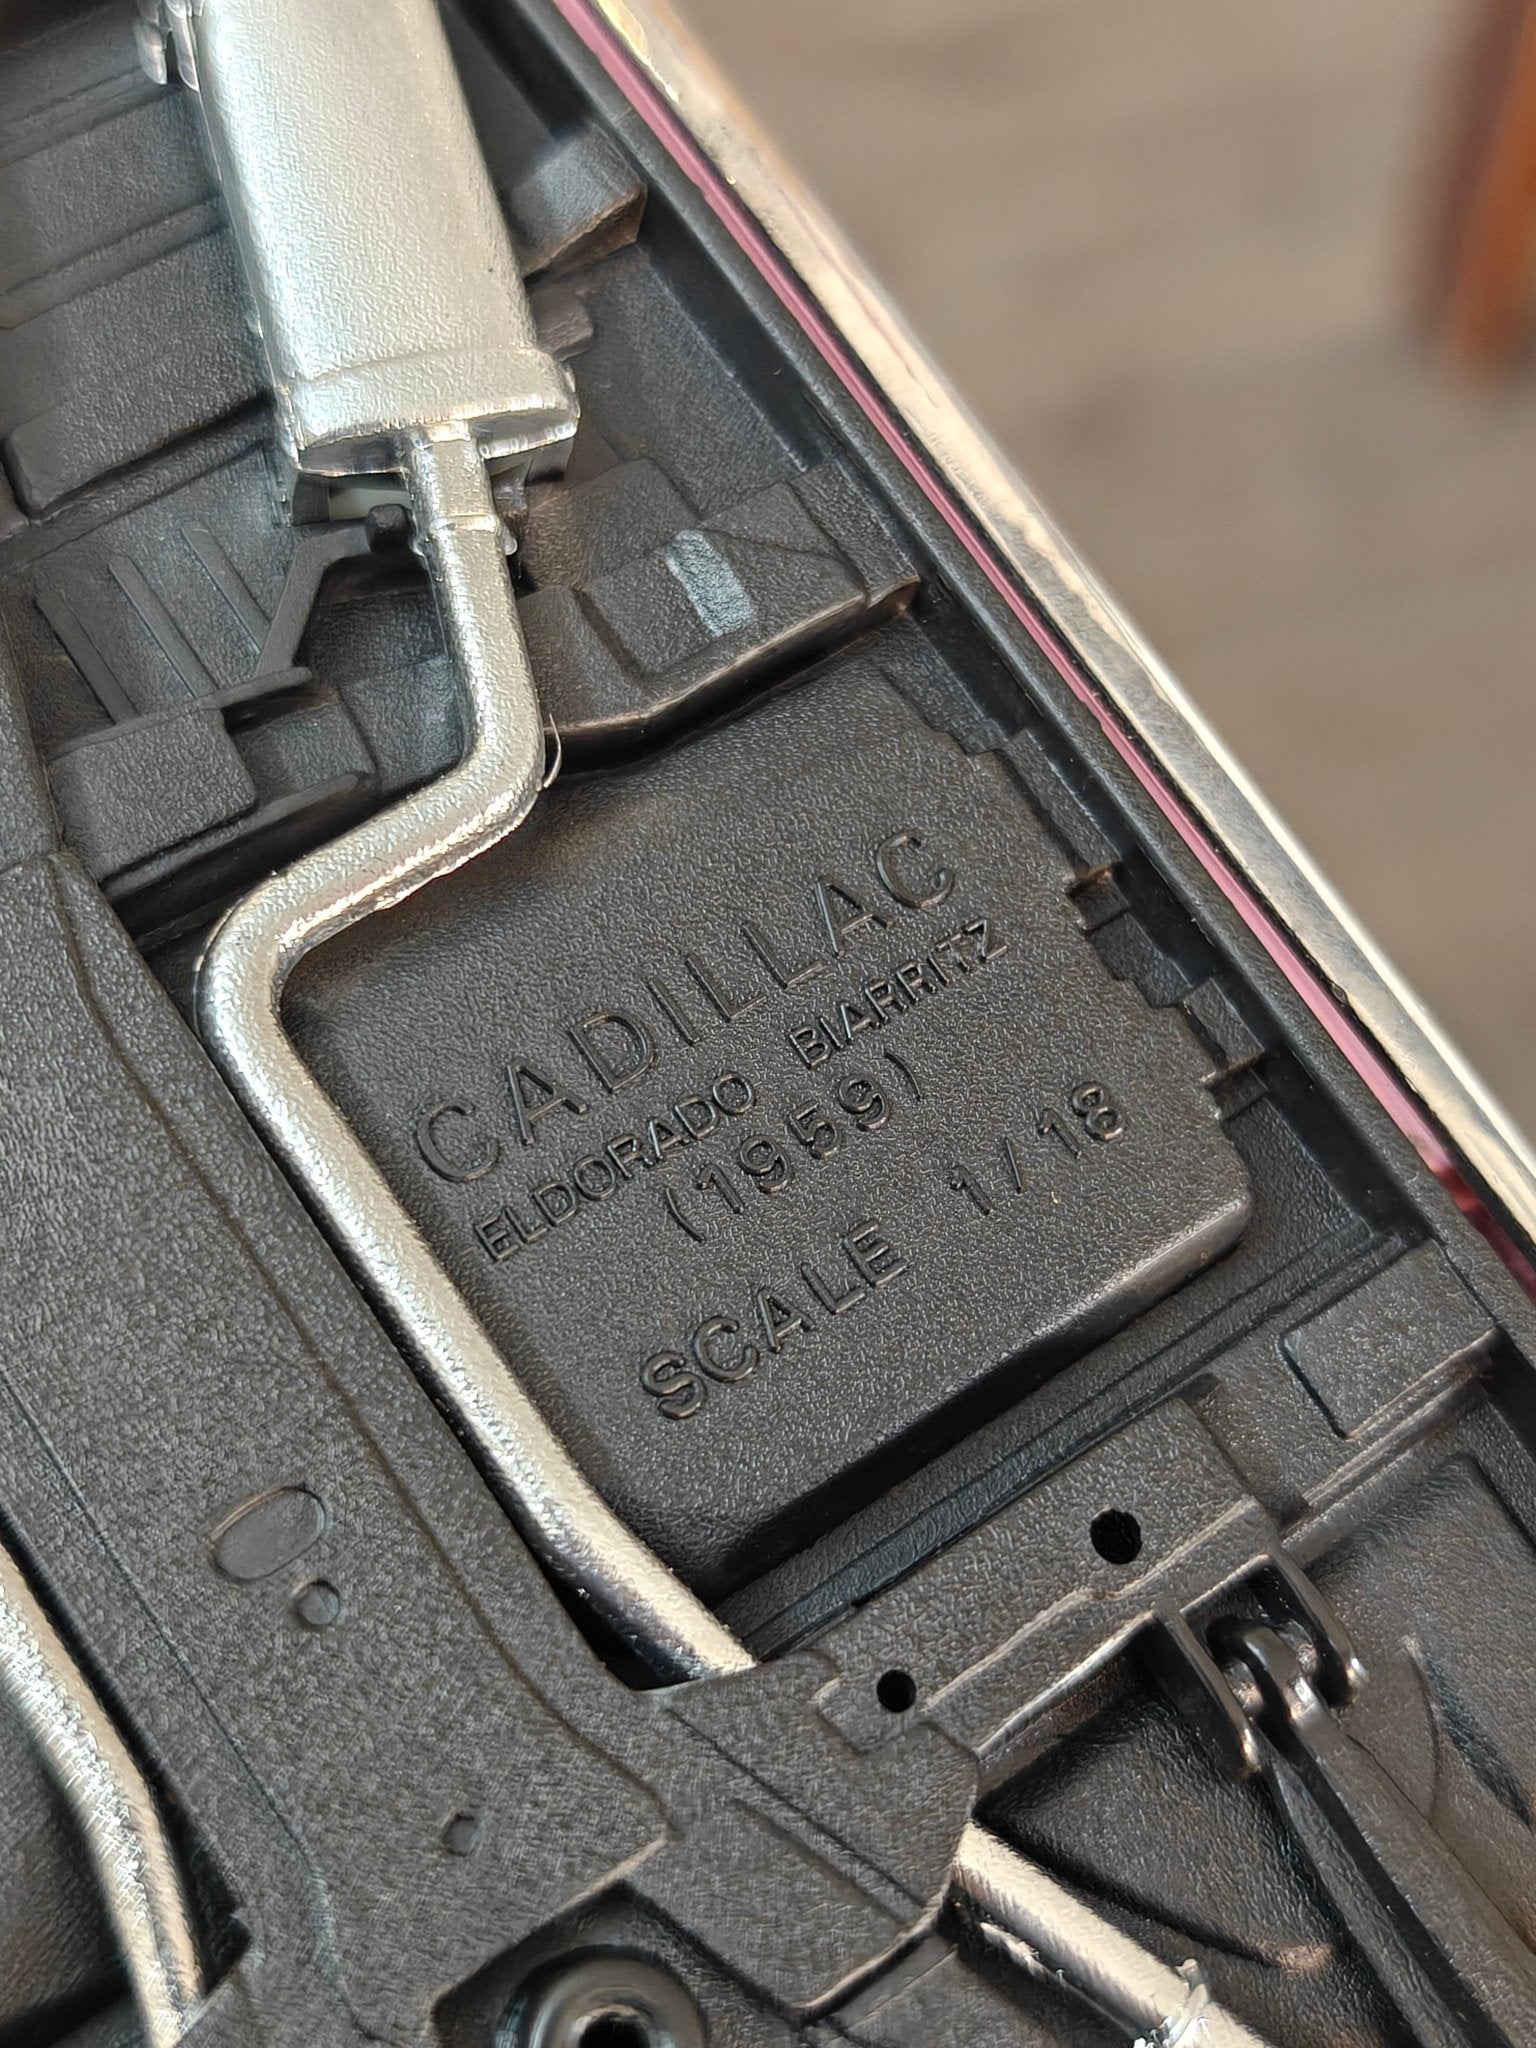 CADILLAC
ELDORADO BIARRITZ
(1959)
SCALE 1/18